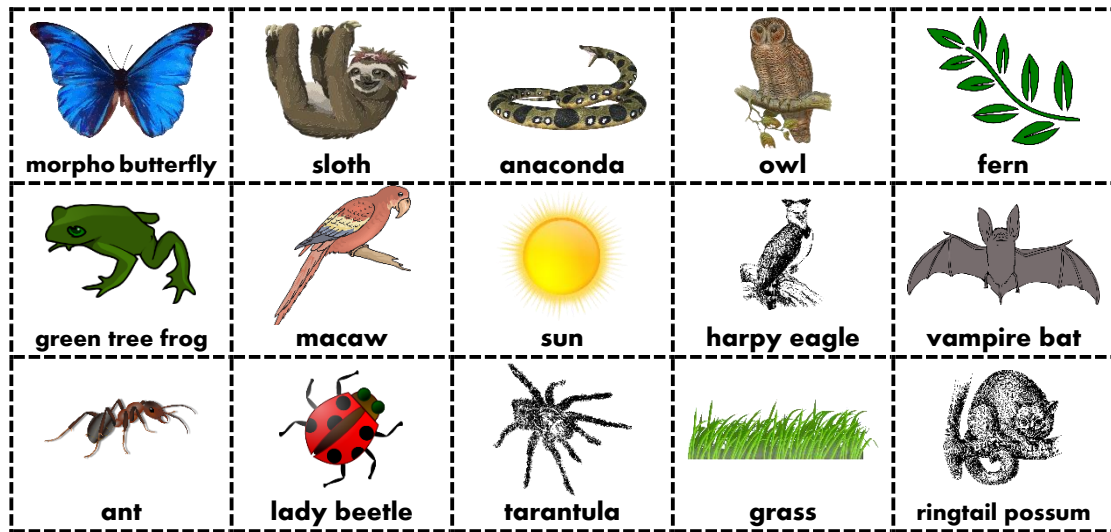 morpho butterfly
sloth
anaconda
owl
fern
green tree frog
macaw
sun
harpy eagle
vampire bat
ant
lady beetle
tarantula
grass
ringtail possum